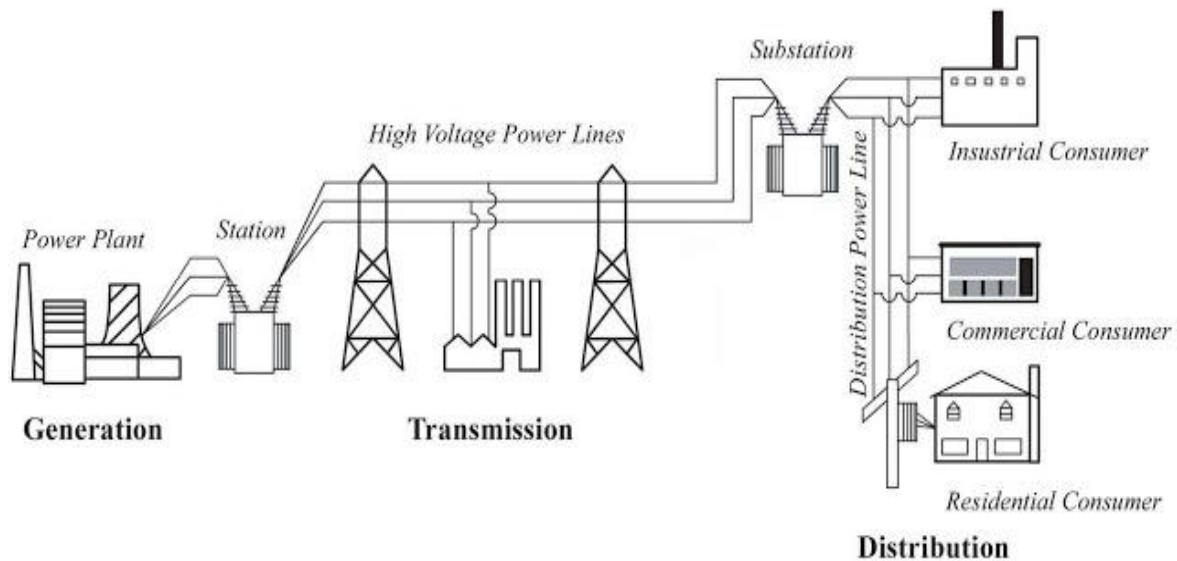 Substation
High Voltage Power Lines
Insustrial Consumer
Station
Power Plant
Distribution Power Line
Commercial Consumer
Generation
Transmission
Residential Consumer
Distribution